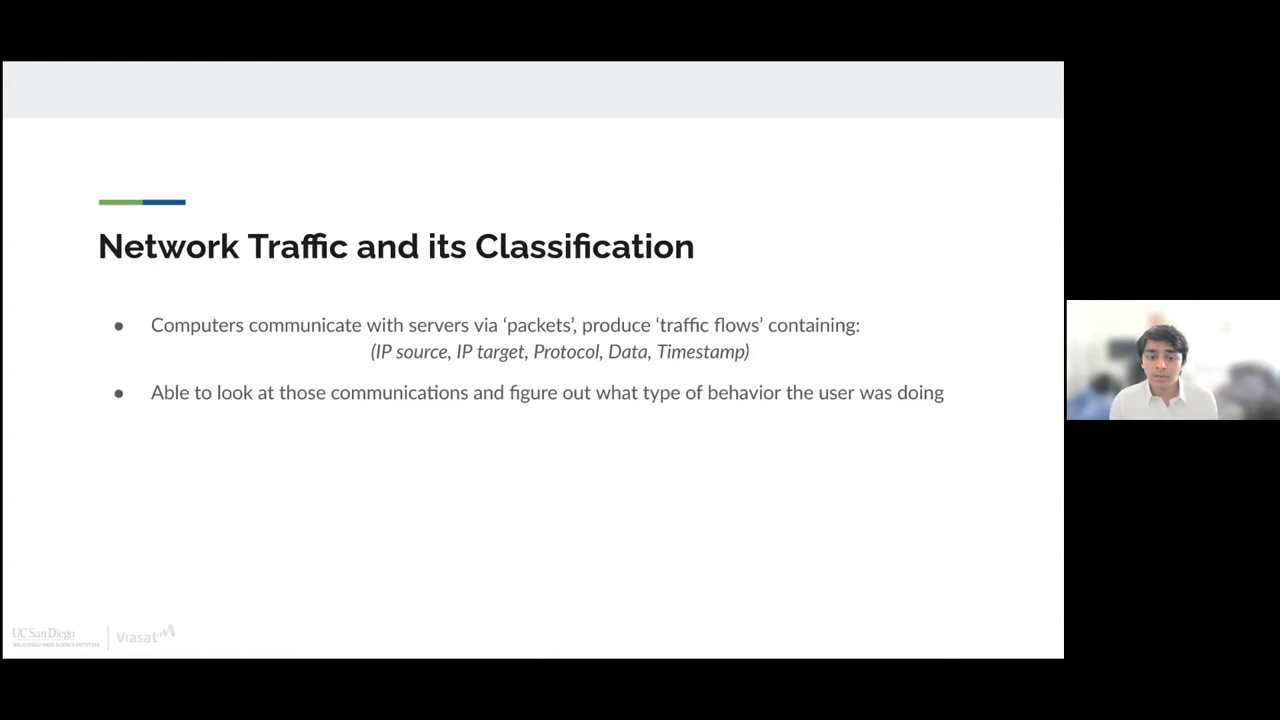 Network Traffic and its Classification
● Computers communicate with servers via ‘packets’, produce ‘traffic flows’ containing:
(IP source, IP target, Protocol, Data, Timestamp)
● Able to look at those communications and figure out what type of behavior the user was doing
UC San Diego
HALICIOĞLU DATA SCIENCE INSTITUTE
Viasat